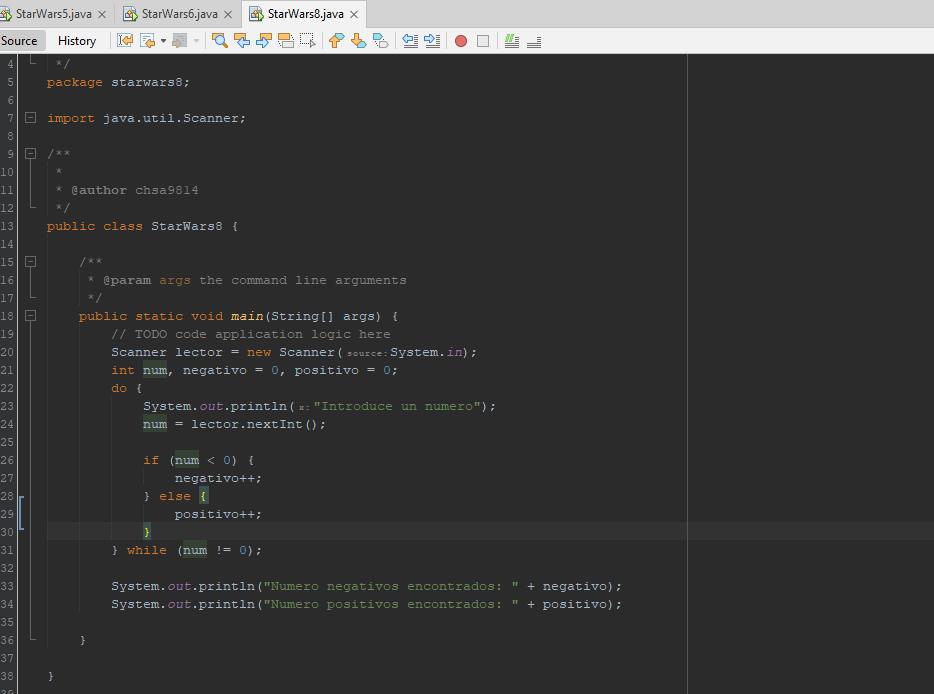 StarWars5.java StarWars6.java StarWars8.java
Source History
4 */
5 package starwars8;
6
7 import java.util.Scanner;
8
9 /**
10 *
11 * @author chsa9814
12 */
13 public class StarWars8 {
14
15 /**
16 * @param args the command line arguments
17 */
18 public static void main(String[] args) {
19 // TODO code application logic here
20 Scanner lector = new Scanner(source:System.in);
21 int num, negativo = 0, positivo = 0;
22 do {
23 System.out.println(x:"Introduce un numero");
24 num = lector.nextInt();
25
26 if (num < 0) {
27 negativo++;
28 } else {
29 positivo++;
30 }
31 } while (num != 0);
32
33 System.out.println("Numero negativos encontrados: " + negativo);
34 System.out.println("Numero positivos encontrados: " + positivo);
35
36 }
37
38 }
39